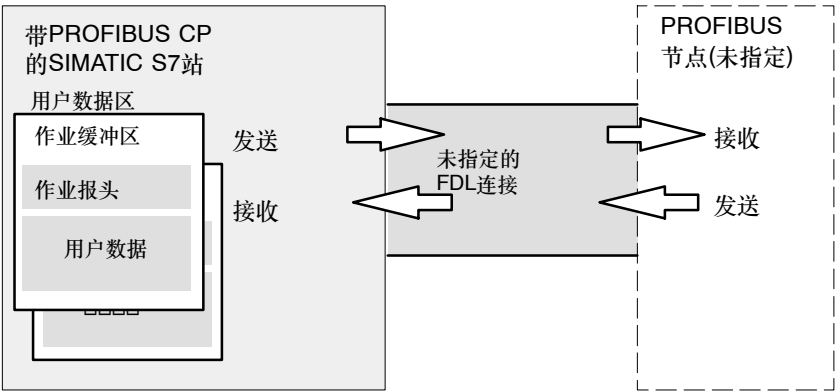 带PROFIBUS CP
的SIMATIC S7站
用户数据区
作业缓冲区
作业报头
用户数据
发送
接收
未指定的
FDL连接
PROFIBUS
节点(未指定)
接收
发送